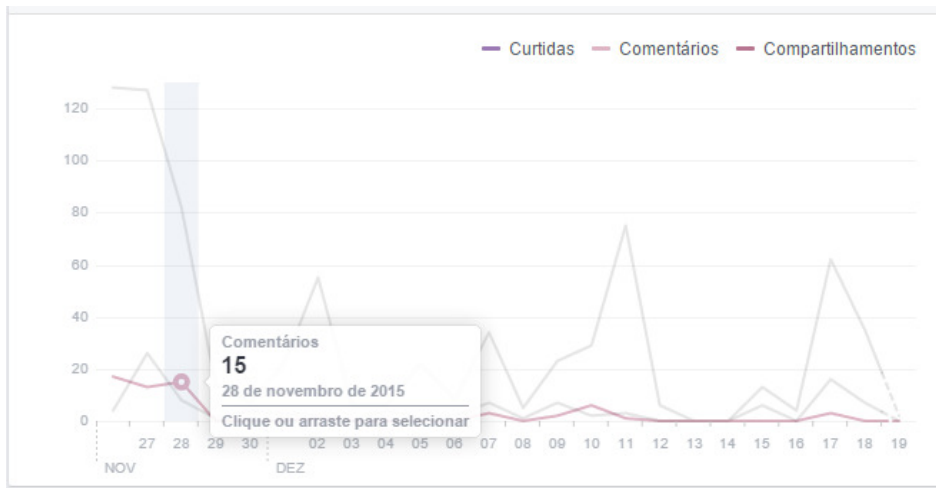 Curtidas Comentários Compartilhamentos
120
100
80
60
40
20
0
Comentários
15
28 de novembro de 2015
Clique ou arraste para selecionar
27 28 29 30 02 03 04 05 06 07 08 09 10 11 12 13 14 15 16 17 18 19
NOV DEZ